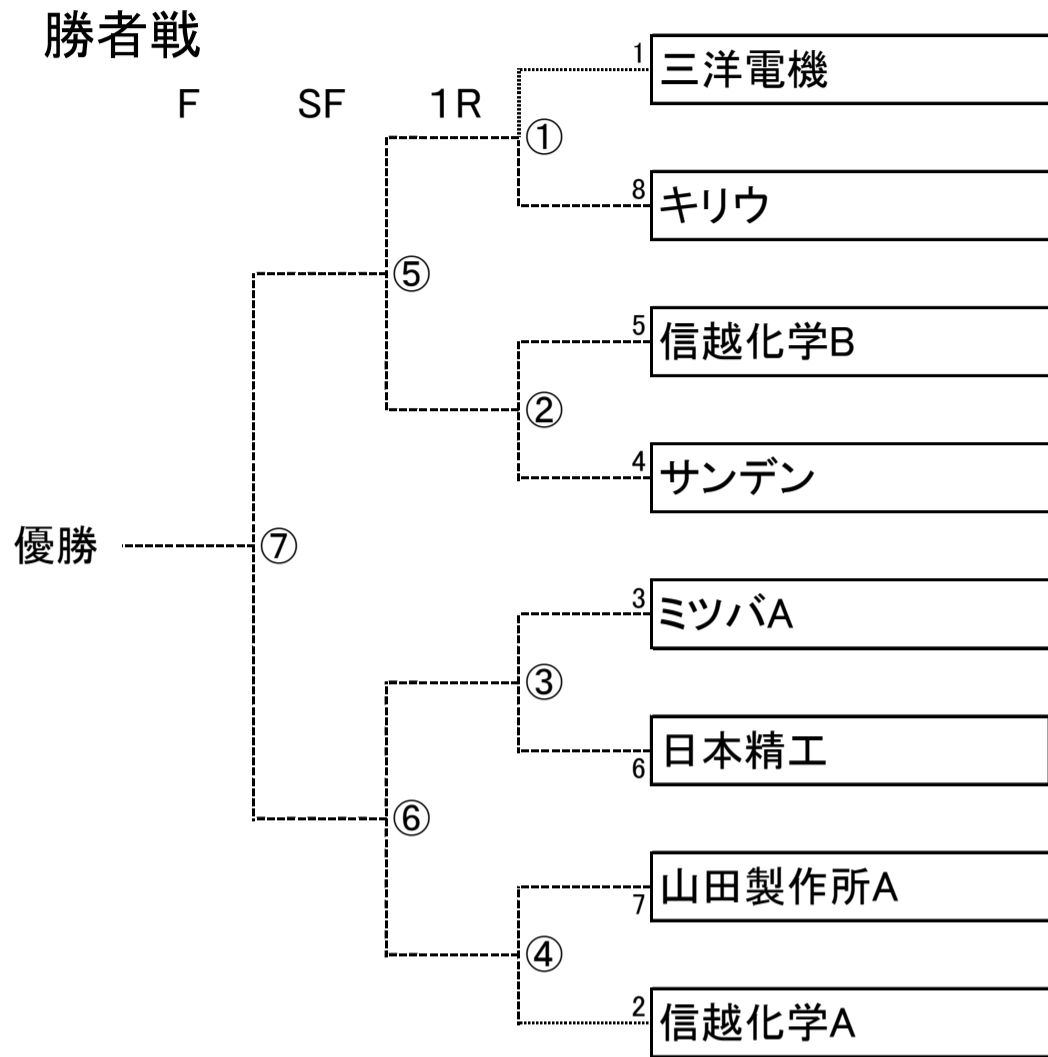 勝者戦
F SF 1R
1 三洋電機
①
8 キリウ
⑤
5 信越化学B
②
4 サンデン
優勝 ⑦
3 ミツバA
③
6 日本精工
⑥
7 山田製作所A
④
2 信越化学A